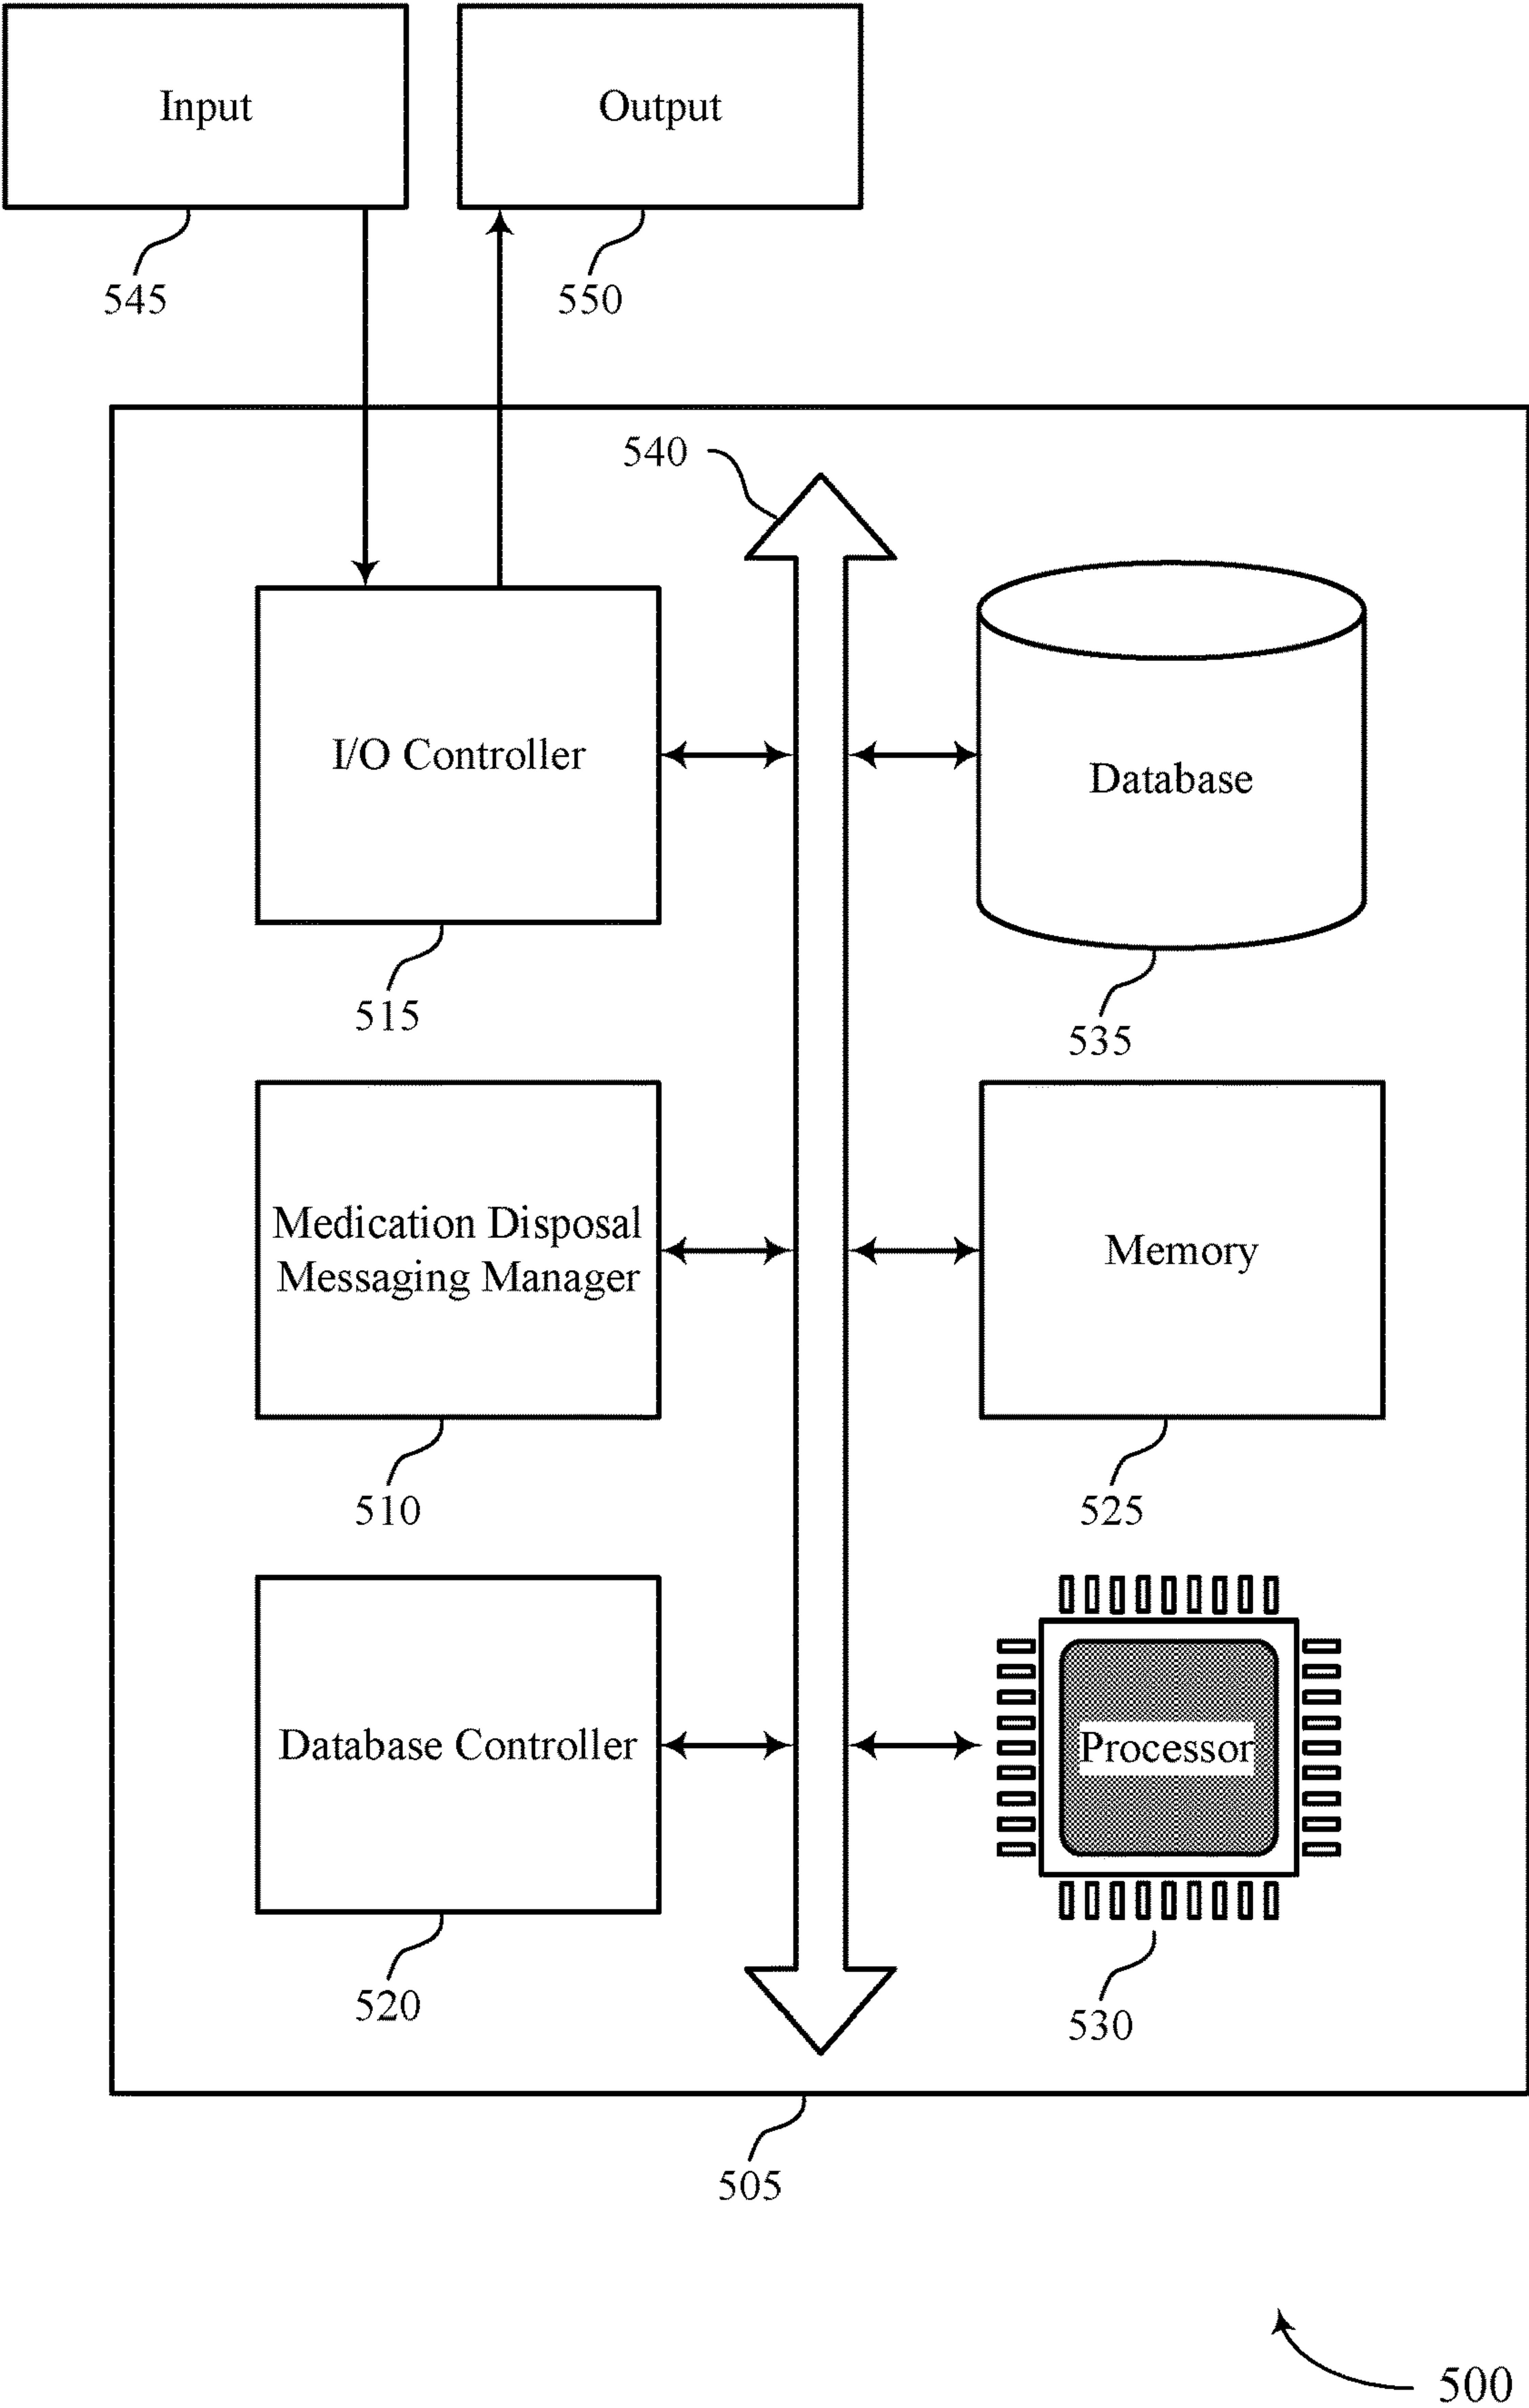 Input
Output
545
550
540
I/O Controller
Database
515
535
Medication Disposal
Messaging Manager
Memory
510
525
Database Controller
Processor
520
530
505
500